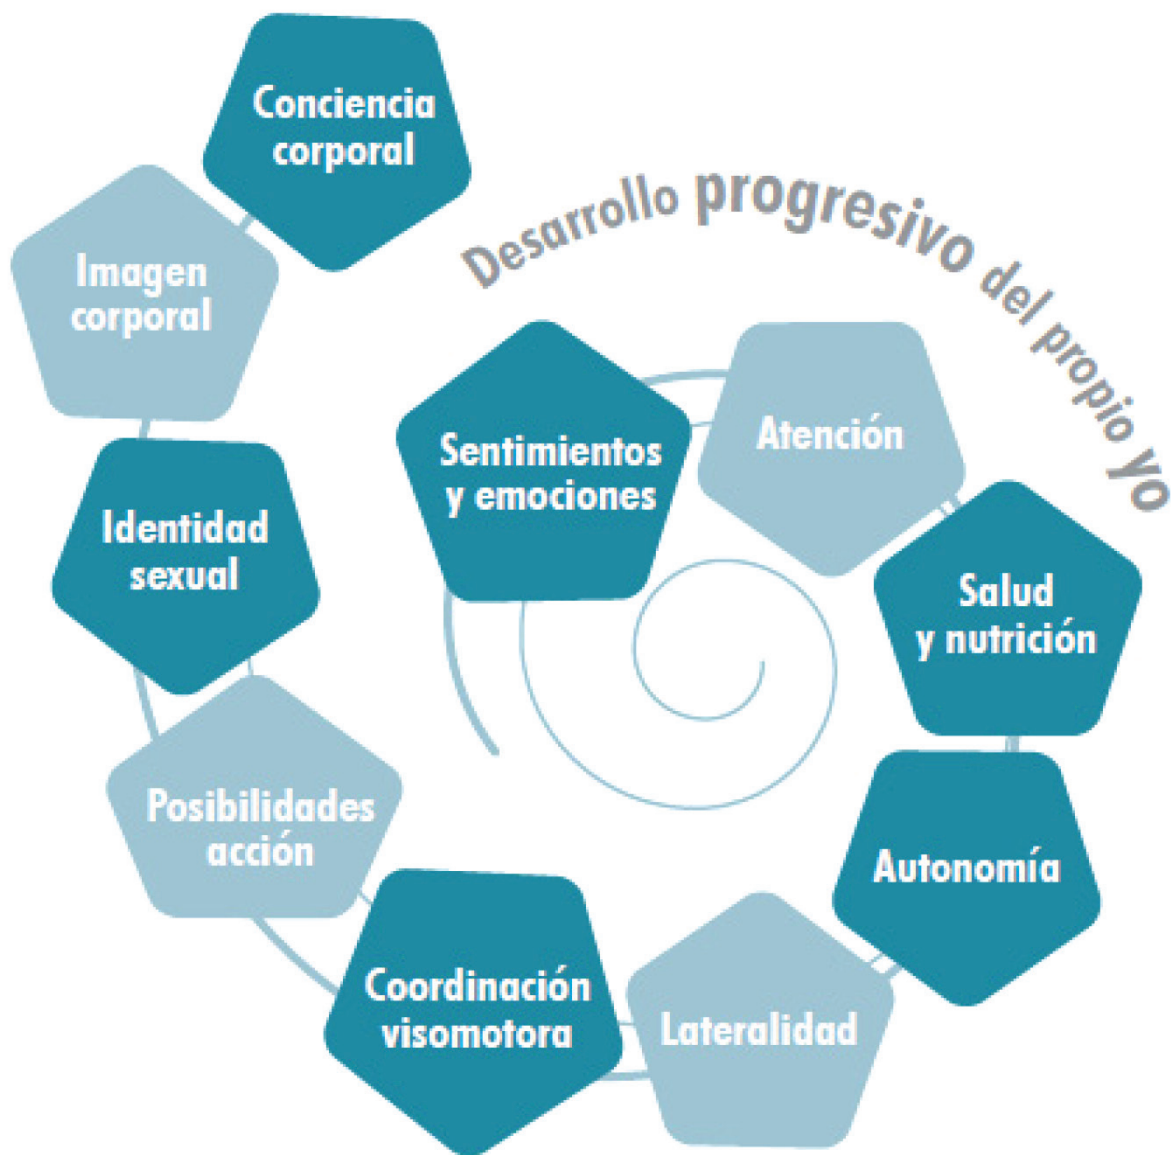 Conciencia
corporal
Imagen
corporal
Identidad
sexual
Posibilidades
acción
Coordinación
visomotora
Lateralidad
Autonomía
Salud
y nutrición
Atención
Sentimientos
y emociones
Desarrollo progresivo del propio yo